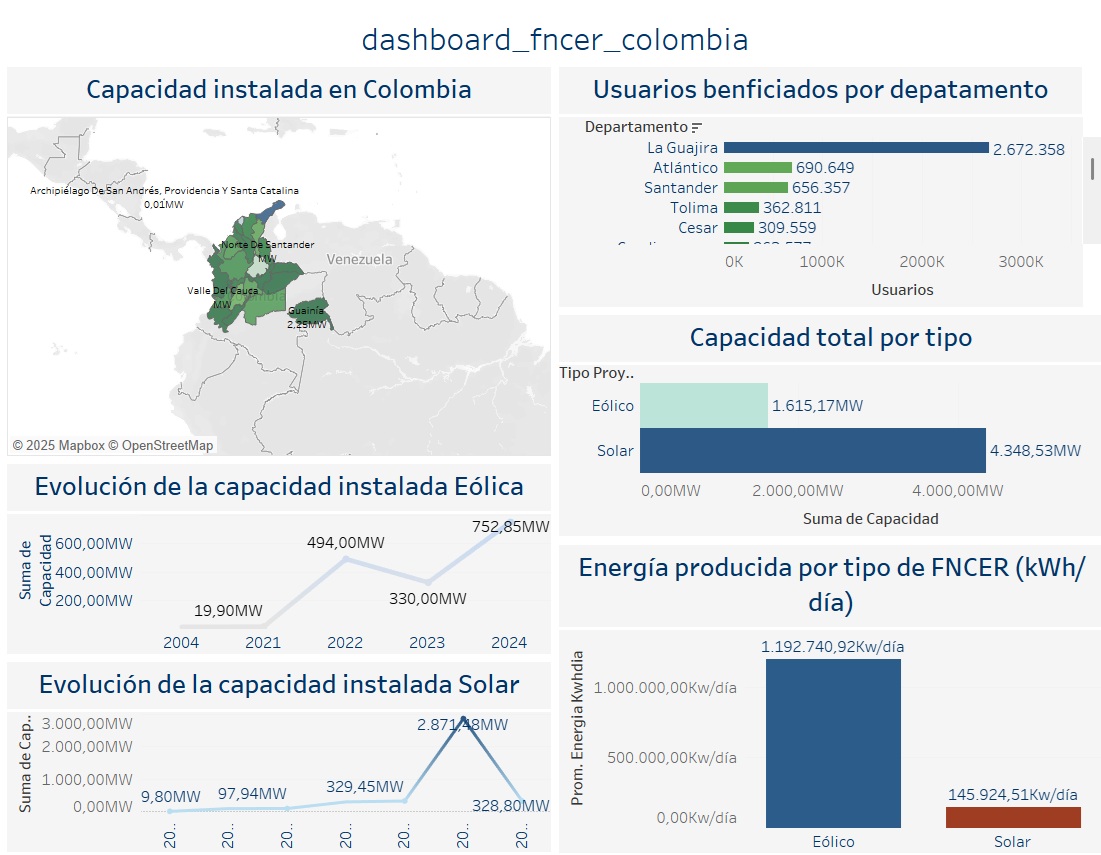 dashboard_fncer_colombia
Capacidad instalada en Colombia
Archipiélago De San Andrés, Providencia Y Santa Catalina
0,01MW
Norte De Santander
MW
Venezuela
Valle Del Cauca
MW
Guainía
2,25MW
© 2025 Mapbox © OpenStreetMap
Evolución de la capacidad instalada Eólica
Suma de
Capacidad
600,00MW
400,00MW
200,00MW
19,90MW
494,00MW
330,00MW
752,85MW
2004 2021 2022 2023 2024
Evolución de la capacidad instalada Solar
Suma de Cap..
3.000,00MW
2.000,00MW
1.000,00MW
0,00MW
9,80MW
97,94MW
329,45MW
2.871,48MW
328,80MW
20.. 20.. 20.. 20.. 20.. 20.. 20..
Usuarios benficiados por depatamento
Departamento
La Guajira 2.672.358
Atlántico 690.649
Santander 656.357
Tolima 362.811
Cesar 309.559
0K 1000K 2000K 3000K
Usuarios
Capacidad total por tipo
Tipo Proy..
Eólico 1.615,17MW
Solar 4.348,53MW
0,00MW 2.000,00MW 4.000,00MW
Suma de Capacidad
Energía producida por tipo de FNCER (kWh/
día)
Prom. Energia Kwhdia
1.000.000,00Kw/día
500.000,00Kw/día
0,00Kw/día
1.192.740,92Kw/día
145.924,51Kw/día
Eólico Solar